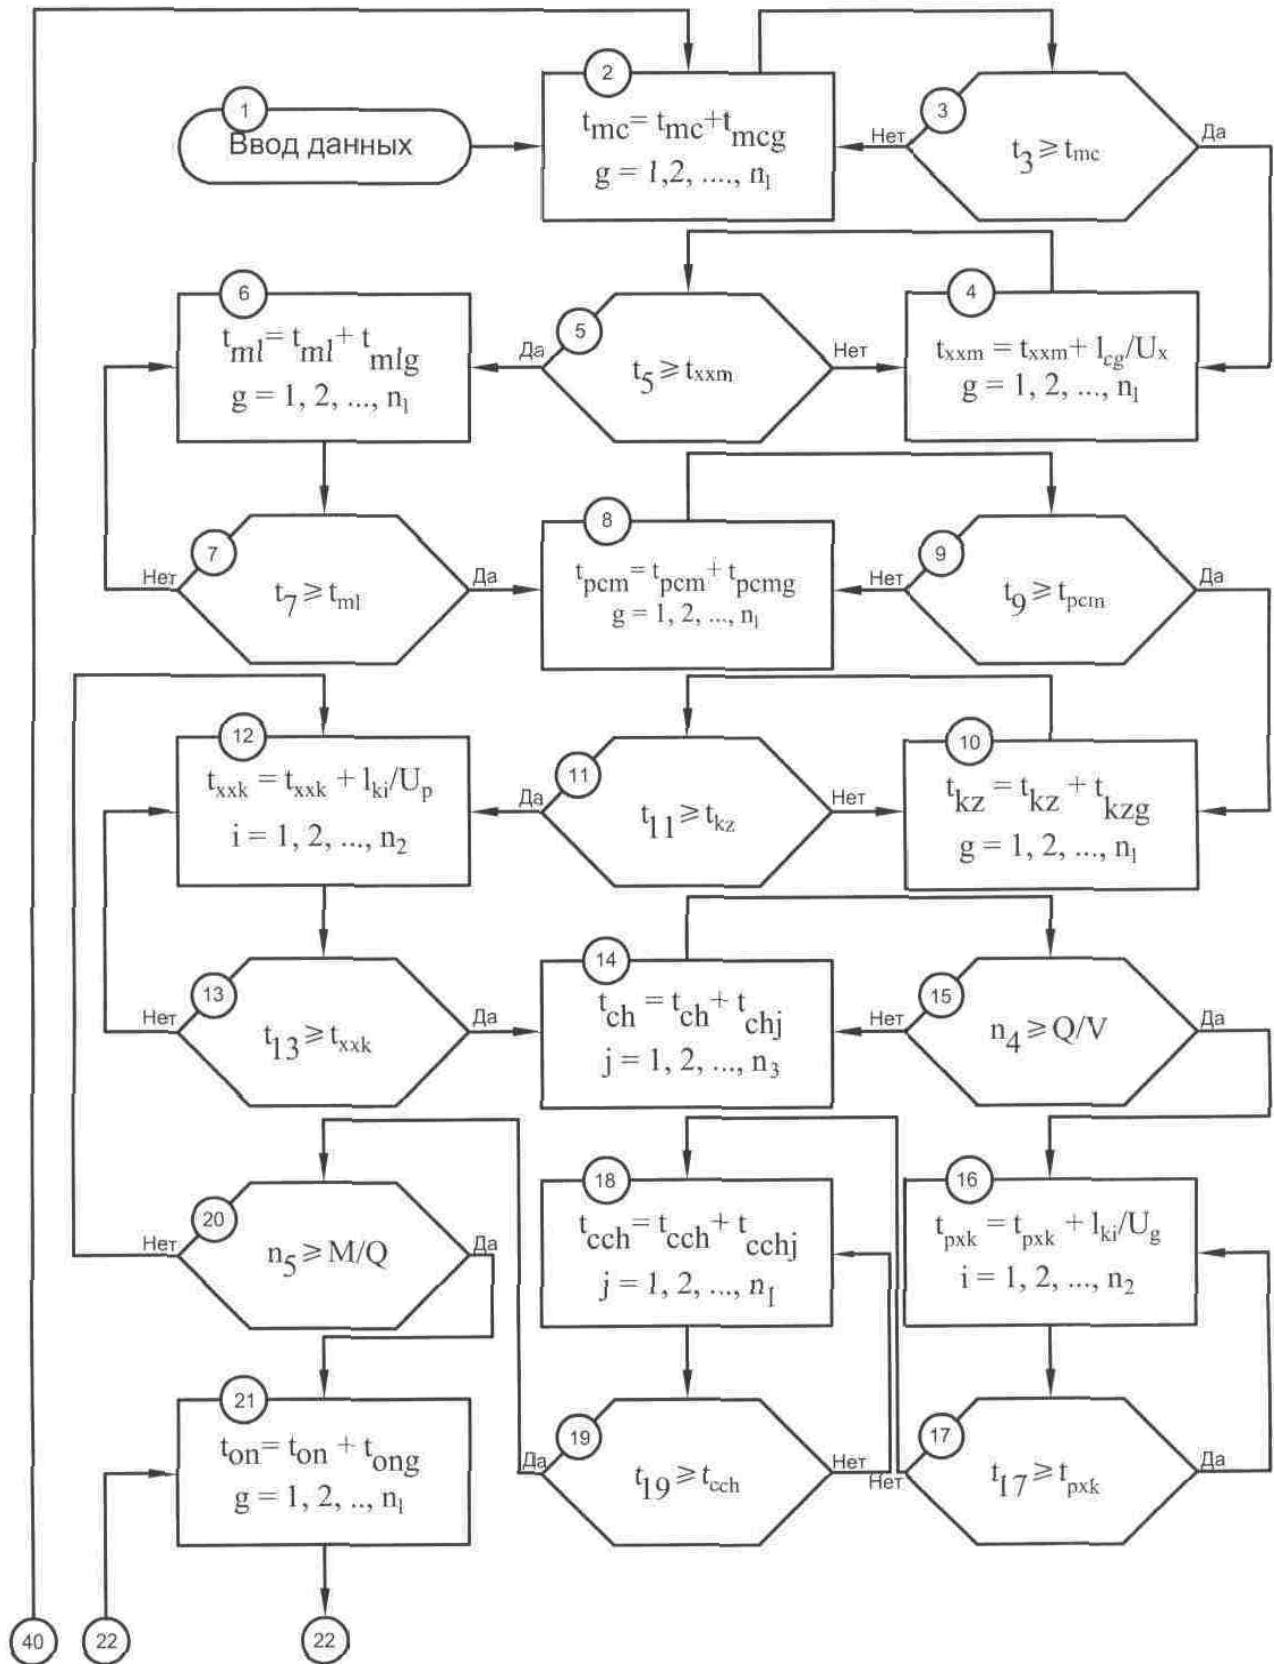 1
Ввод данных
2
t_mc = t_mc + t_mcg
g = 1,2, ...., n_1
3
t_3 ⩾ t_mc
Нет
Да
6
t_ml = t_ml + t_mlg
g = 1, 2, ..., n_1
5
t_5 ⩾ t_xxm
Да
Нет
4
t_xxm = t_xxm + l_cg/U_x
g = 1, 2, ..., n_1
7
t_7 ⩾ t_ml
Нет
Да
8
t_pcm = t_pcm + t_pcmg
g = 1, 2, ..., n_1
9
t_9 ⩾ t_pcm
Нет
Да
12
t_xxk = t_xxk + l_ki/U_p
i = 1, 2, ..., n_2
11
t_11 ⩾ t_kz
Да
Нет
10
t_kz = t_kz + t_kzg
g = 1, 2, ..., n_1
13
t_13 ⩾ t_xxk
Нет
Да
14
t_ch = t_ch + t_chj
j = 1, 2, ..., n_3
15
n_4 ⩾ Q/V
Нет
Да
20
n_5 ⩾ M/Q
Нет
Да
18
t_cch = t_cch + t_cchj
j = 1, 2, ..., n_1
16
t_pxk = t_pxk + l_ki/U_g
i = 1, 2, ..., n_2
21
t_on = t_on + t_ong
g = 1, 2, .., n_1
19
t_19 ⩾ t_cch
Да
Нет
17
t_17 ⩾ t_pxk
Нет
Да
40
22
22